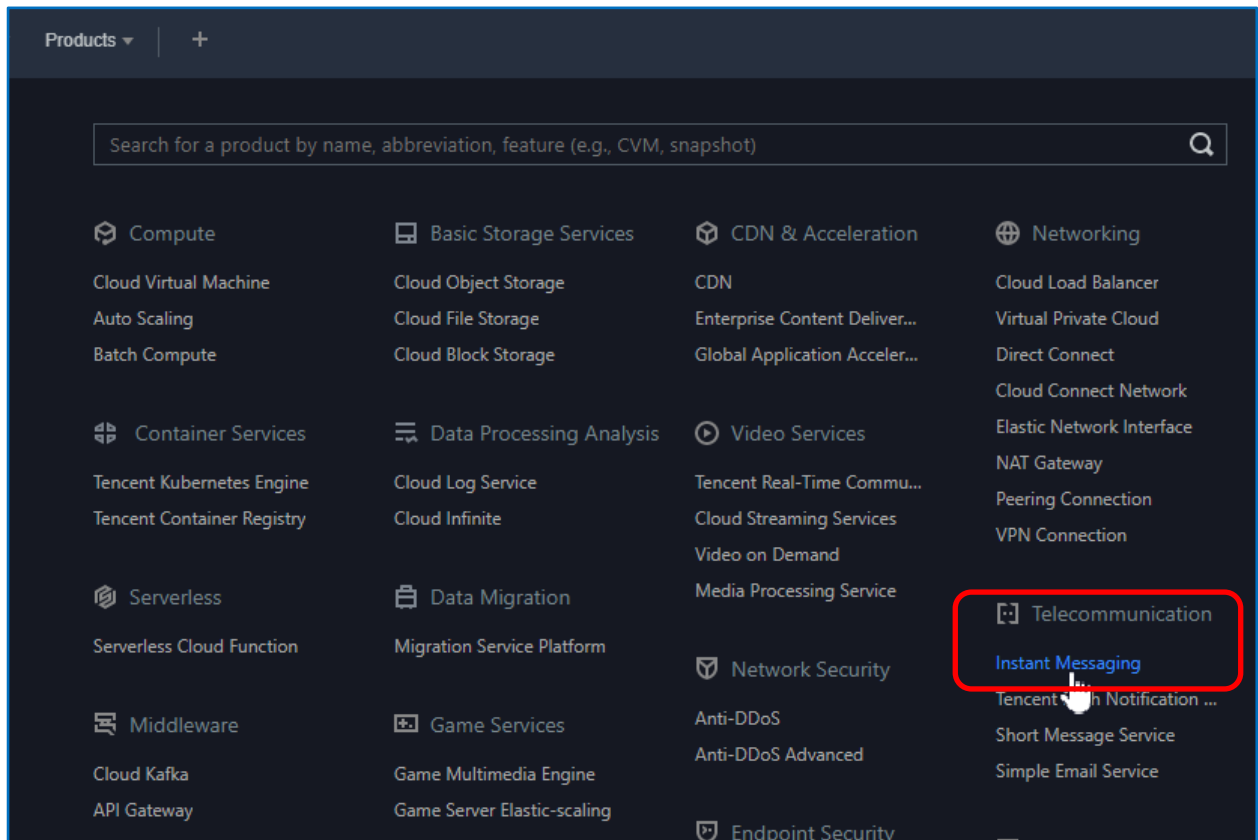 Products
Search for a product by name, abbreviation, feature (e.g., CVM, snapshot)
Compute
Cloud Virtual Machine
Auto Scaling
Batch Compute
Container Services
Tencent Kubernetes Engine
Tencent Container Registry
Serverless
Serverless Cloud Function
Middleware
Cloud Kafka
API Gateway
Basic Storage Services
Cloud Object Storage
Cloud File Storage
Cloud Block Storage
Data Processing Analysis
Cloud Log Service
Cloud Infinite
Data Migration
Migration Service Platform
Game Services
Game Multimedia Engine
Game Server Elastic-scaling
CDN & Acceleration
CDN
Enterprise Content Deliver...
Global Application Acceler...
Video Services
Tencent Real-Time Commu...
Cloud Streaming Services
Video on Demand
Media Processing Service
Network Security
Anti-DDoS
Anti-DDoS Advanced
Endpoint Security
Networking
Cloud Load Balancer
Virtual Private Cloud
Direct Connect
Cloud Connect Network
Elastic Network Interface
NAT Gateway
Peering Connection
VPN Connection
Telecommunication
Instant Messaging
Tencent Notification ...
Short Message Service
Simple Email Service